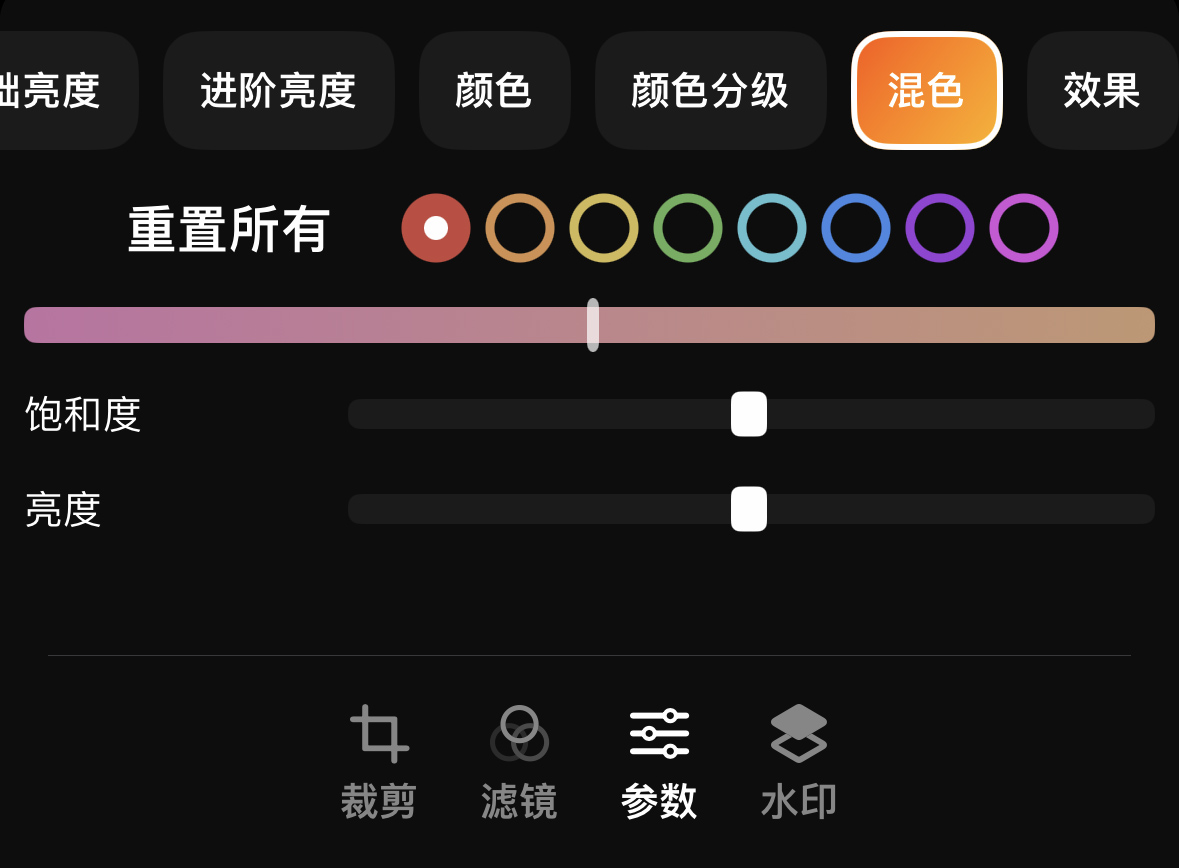 础亮度 进阶亮度 颜色 颜色分级 混色 效果
重置所有
饱和度
亮度
裁剪 滤镜 参数 水印